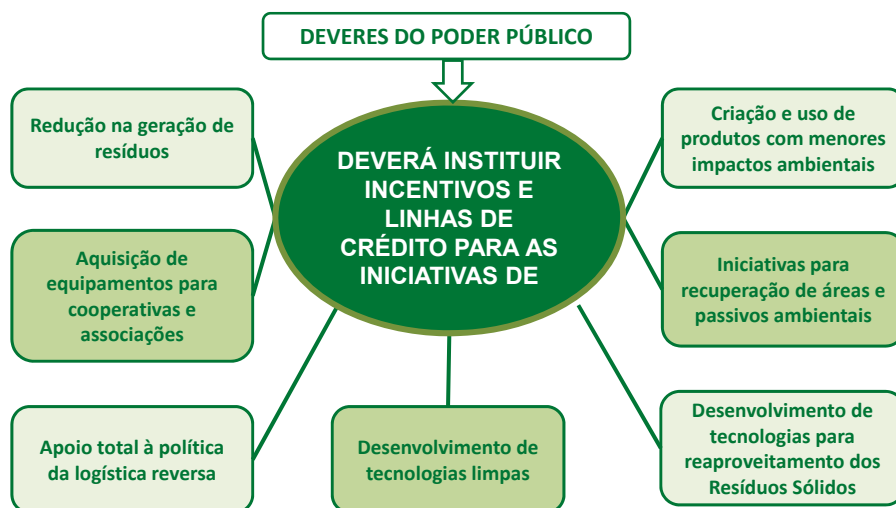 DEVERES DO PODER PÚBLICO
Redução na geração de
resíduos
Aquisição de
equipamentos para
cooperativas e
associações
Apoio total à política
da logística reversa
DEVERÁ INSTITUIR
INCENTIVOS E
LINHAS DE
CRÉDITO PARA AS
INICIATIVAS DE
Desenvolvimento de
tecnologias limpas
Criação e uso de
produtos com menores
impactos ambientais
Iniciativas para
recuperação de áreas e
passivos ambientais
Desenvolvimento de
tecnologias para
reaproveitamento dos
Resíduos Sólidos